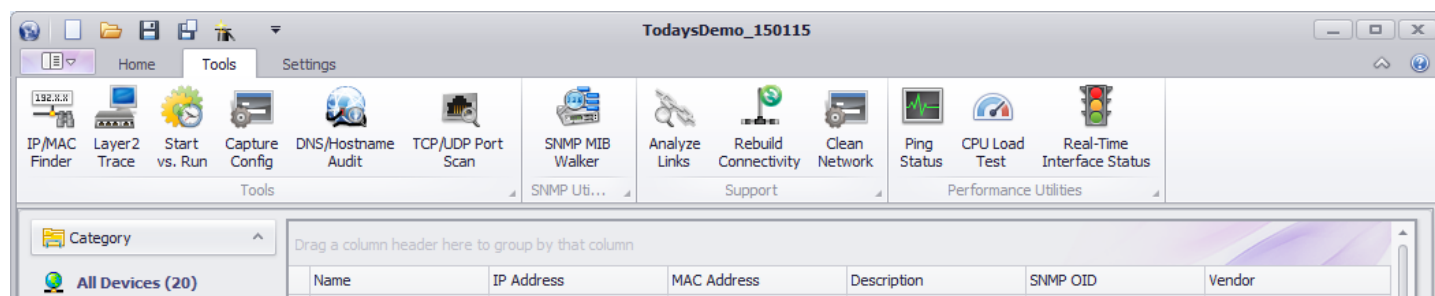 TodaysDemo_150115
Home Tools Settings
192.X.X
IP/MAC Finder
Layer2 Trace
Start vs. Run
Capture Config
DNS/Hostname Audit
TCP/UDP Port Scan
Tools
SNMP MIB Walker
SNMP Uti...
Analyze Links
Rebuild Connectivity
Clean Network
Support
Ping Status
CPU Load Test
Real-Time Interface Status
Performance Utilities
Category
All Devices (20)
Drag a column header here to group by that column
Name IP Address MAC Address Description SNMP OID Vendor